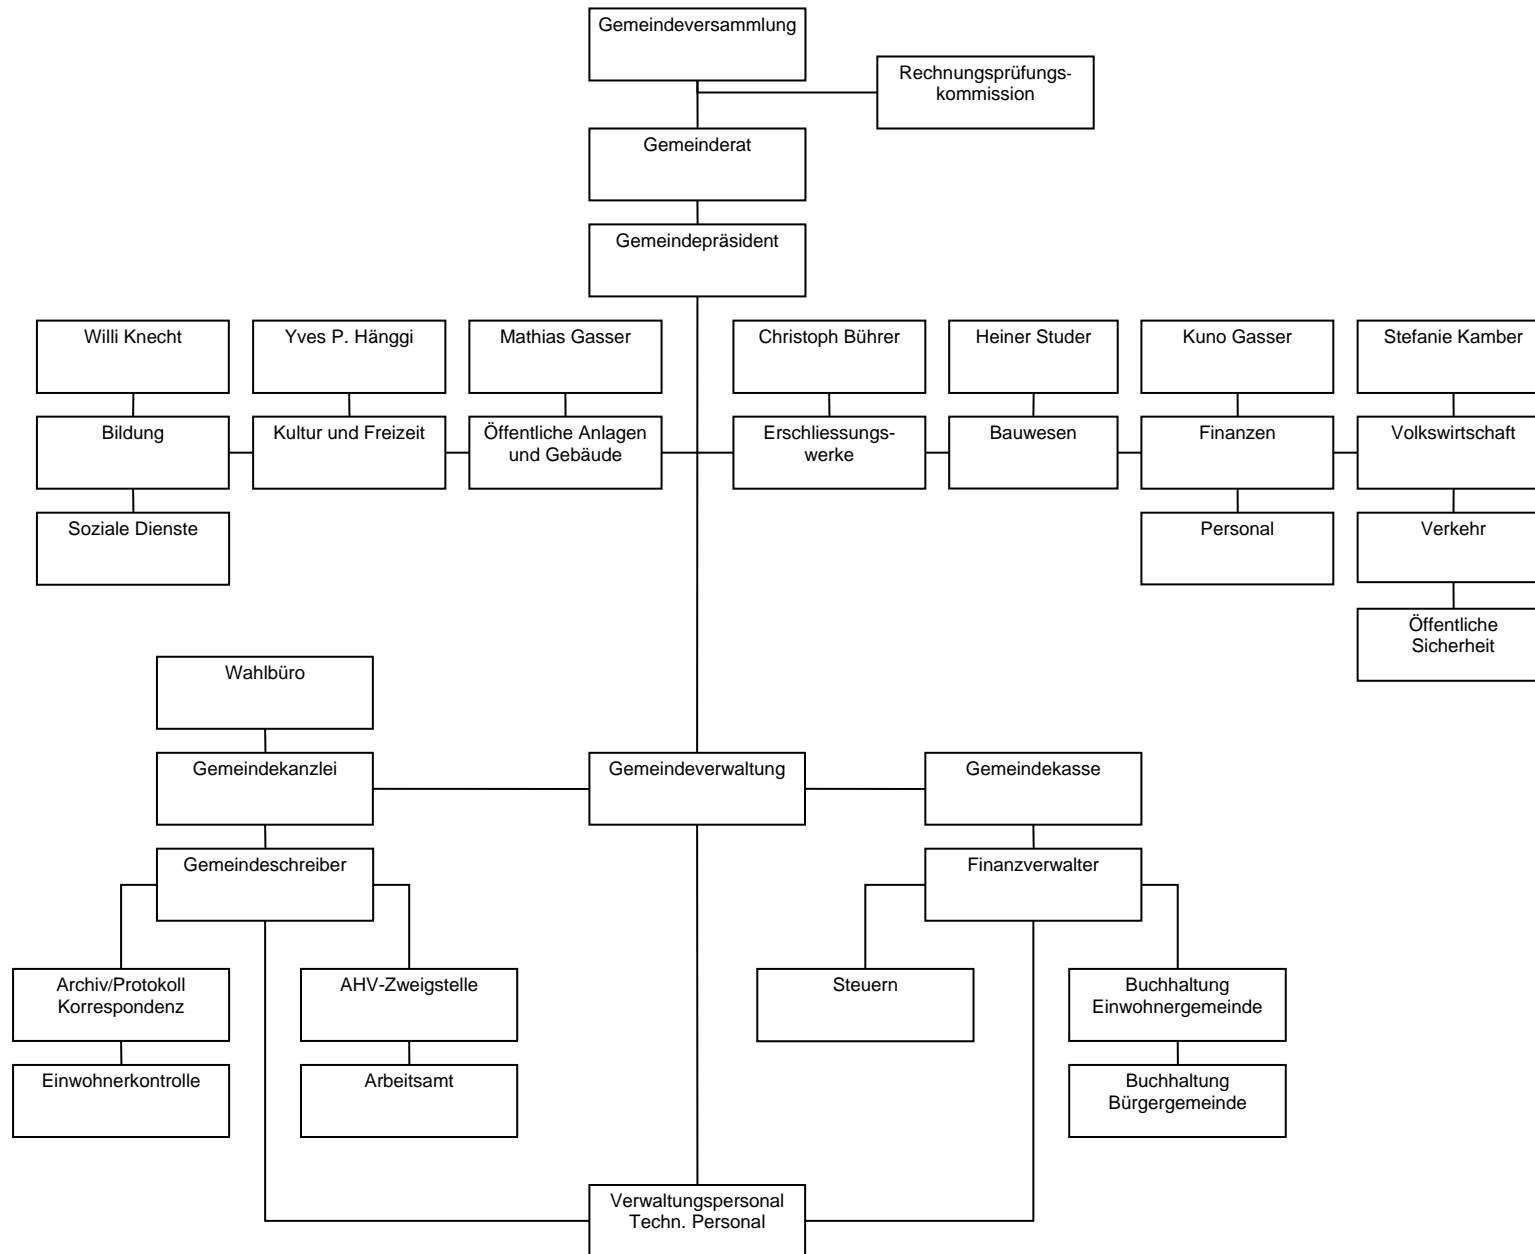 Gemeindeversammlung
Rechnungsprüfungs-
kommission
Gemeinderat
Gemeindepräsident
Willi Knecht
Yves P. Hänggi
Mathias Gasser
Christoph Bührer
Heiner Studer
Kuno Gasser
Stefanie Kamber
Bildung
Kultur und Freizeit
Öffentliche Anlagen
und Gebäude
Erschliessungs-
werke
Bauwesen
Finanzen
Volkswirtschaft
Soziale Dienste
Personal
Verkehr
Öffentliche
Sicherheit
Wahlbüro
Gemeindekanzlei
Gemeindeverwaltung
Gemeindekasse
Gemeindeschreiber
Finanzverwalter
Archiv/Protokoll
Korrespondenz
AHV-Zweigstelle
Steuern
Buchhaltung
Einwohnergemeinde
Einwohnerkontrolle
Arbeitsamt
Buchhaltung
Bürgergemeinde
Verwaltungspersonal
Techn. Personal